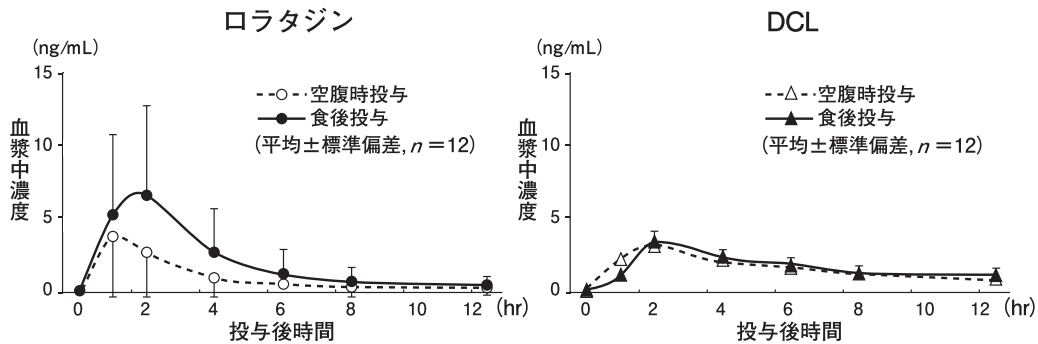 ロラタジン
(ng/mL)
15
10
5
0
血漿中濃度
空腹時投与
食後投与
(平均±標準偏差, n＝12)
0 2 4 6 8 10 12 (hr)
投与後時間
DCL
(ng/mL)
15
10
5
0
血漿中濃度
空腹時投与
食後投与
(平均±標準偏差, n＝12)
0 2 4 6 8 10 12 (hr)
投与後時間